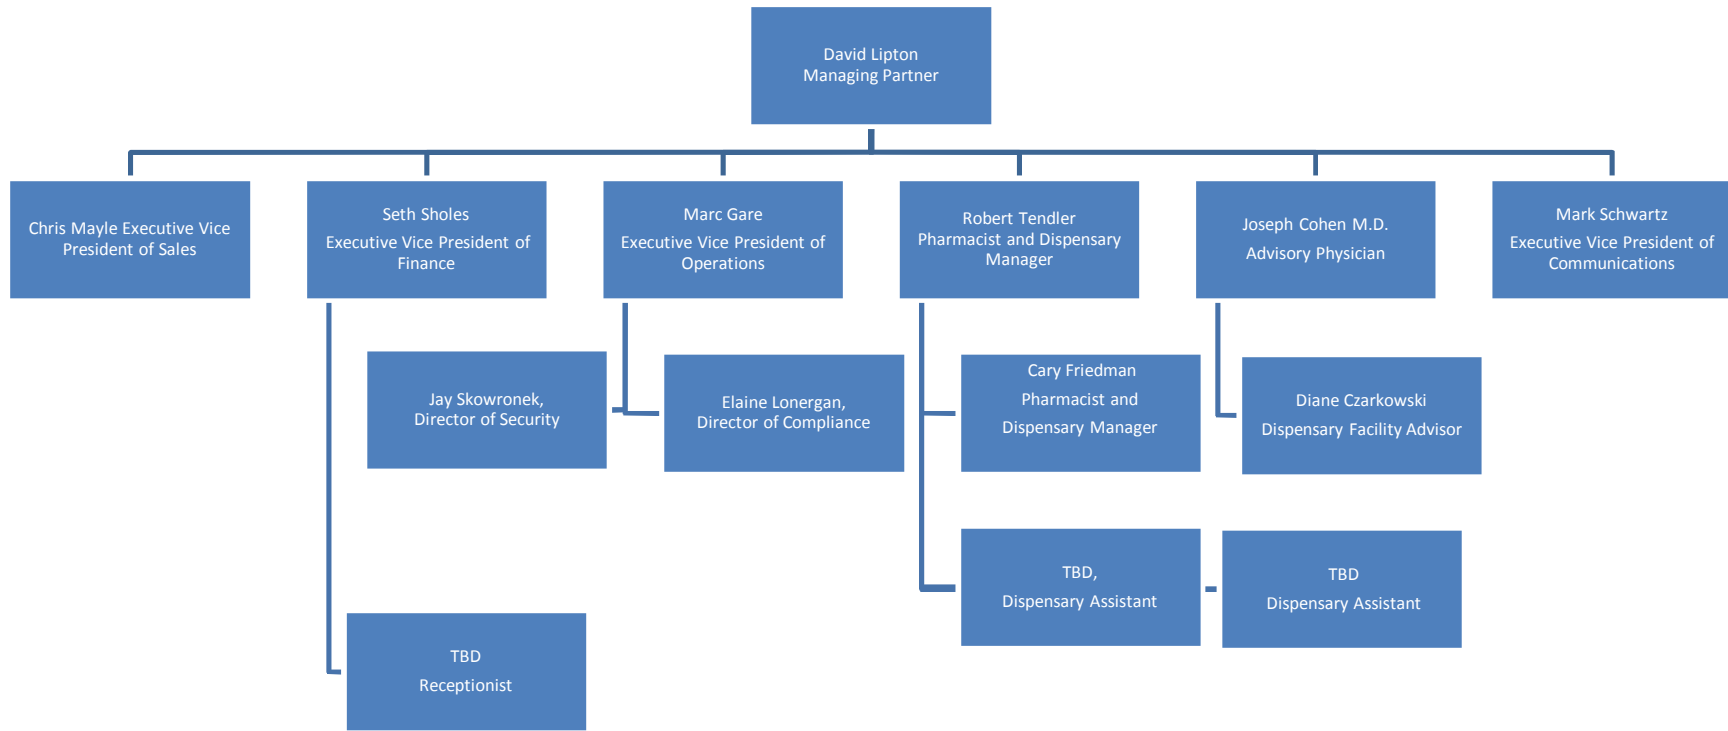 David Lipton
Managing Partner
Chris Mayle Executive Vice
President of Sales
Seth Sholes
Executive Vice President of
Finance
Marc Gare
Executive Vice President of
Operations
Robert Tendler
Pharmacist and Dispensary
Manager
Joseph Cohen M.D.
Advisory Physician
Mark Schwartz
Executive Vice President of
Communications
Jay Skowronek,
Director of Security
Elaine Lonergan,
Director of Compliance
Cary Friedman
Pharmacist and
Dispensary Manager
Diane Czarkowski
Dispensary Facility Advisor
TBD,
Dispensary Assistant
TBD
Dispensary Assistant
TBD
Receptionist